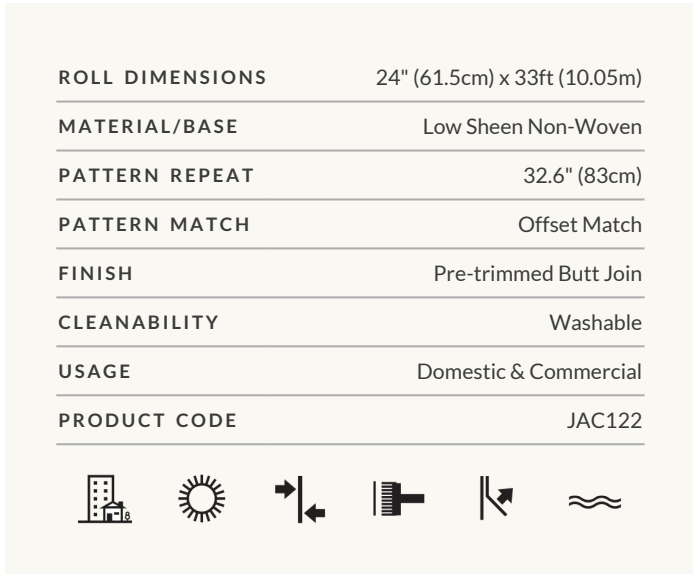 ROLL DIMENSIONS 24" (61.5cm) x 33ft (10.05m)
MATERIAL/BASE Low Sheen Non-Woven
PATTERN REPEAT 32.6" (83cm)
PATTERN MATCH Offset Match
FINISH Pre-trimmed Butt Join
CLEANABILITY Washable
USAGE Domestic & Commercial
PRODUCT CODE JAC122